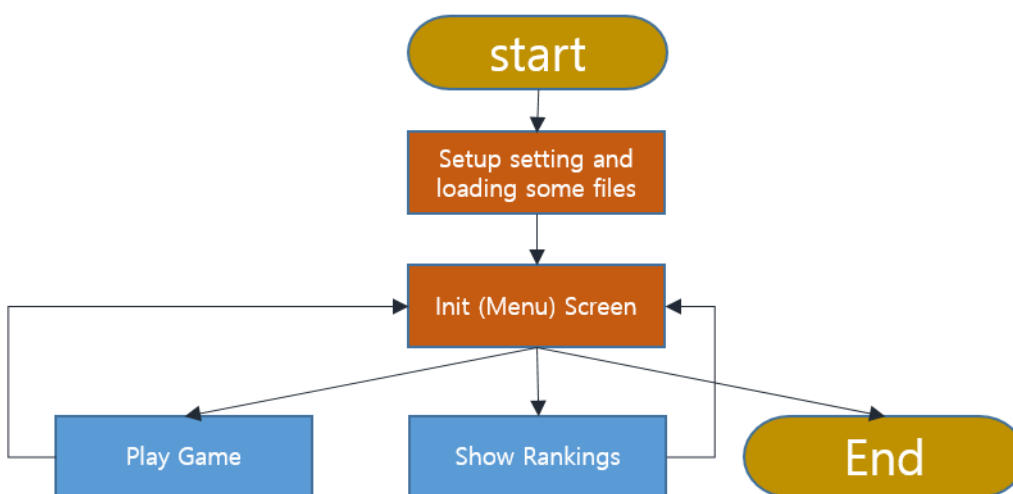 start
Setup setting and
loading some files
Init (Menu) Screen
Play Game
Show Rankings
End